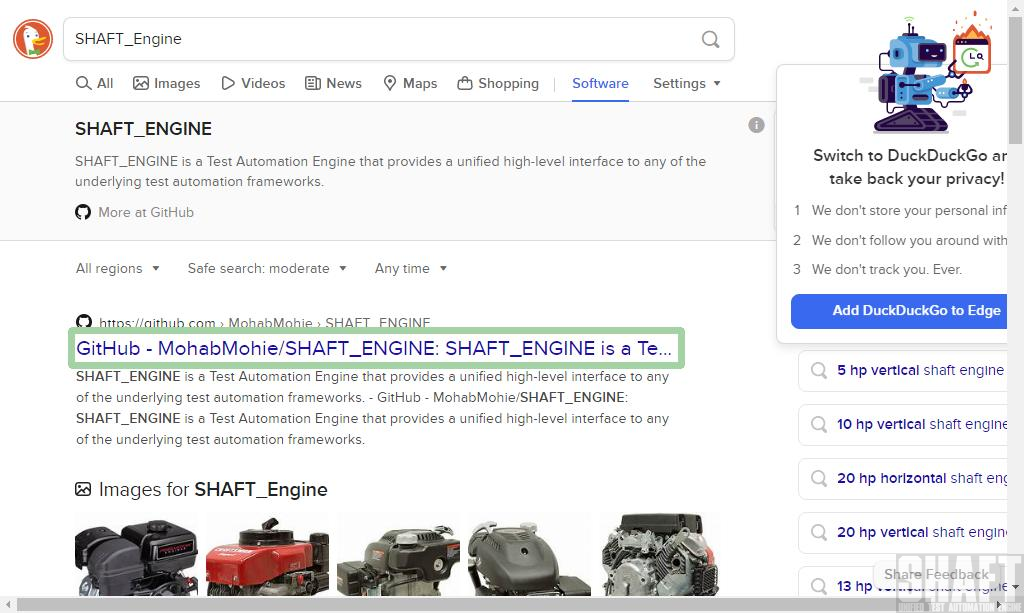 SHAFT_Engine
All
Images
Videos
News
Maps
Shopping
Software
Settings
SHAFT_ENGINE
SHAFT_ENGINE is a Test Automation Engine that provides a unified high-level interface to any of the
underlying test automation frameworks.
More at GitHub
Switch to DuckDuckGo an
take back your privacy!
1 We don't store your personal inf
2 We don't follow you around with
3 We don't track you. Ever.
Add DuckDuckGo to Edge
All regions
Safe search: moderate
Any time
https://github.com › MohabMohie › SHAFT_ENGINE
GitHub - MohabMohie/SHAFT_ENGINE: SHAFT_ENGINE is a Te...
SHAFT_ENGINE is a Test Automation Engine that provides a unified high-level interface to any
of the underlying test automation frameworks. - GitHub - MohabMohie/SHAFT_ENGINE:
SHAFT_ENGINE is a Test Automation Engine that provides a unified high-level interface to any
of the underlying test automation frameworks.
Images for SHAFT_Engine
5 hp vertical shaft engine
10 hp vertical shaft engine
20 hp horizontal shaft eng
20 hp vertical shaft engine
13 hp vertical shaft engine
Share Feedback
SHAFT
TEST AUTOMATION